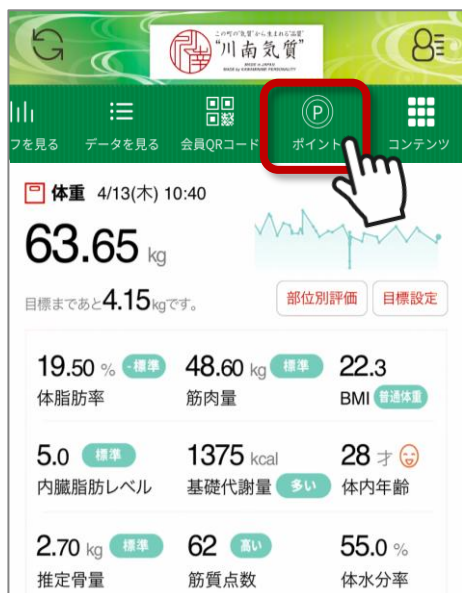 この町の"気質"から生まれる"品質"
"川南気質"
MADE in JAPAN
MADE by KAWAMINAMI PERSONALITY
フを見る データを見る 会員QRコード P ポイント コンテンツ
体重 4/13(木) 10:40
63.65 kg
目標まであと4.15kgです。
部位別評価 目標設定
19.50 % -標準 48.60 kg 標準 22.3
体脂肪率 筋肉量 BMI 普通体重
5.0 標準 1375 kcal 28 才
内臓脂肪レベル 基礎代謝量 多い 体内年齢
2.70 kg 標準 62 高い 55.0 %
推定骨量 筋質点数 体水分率